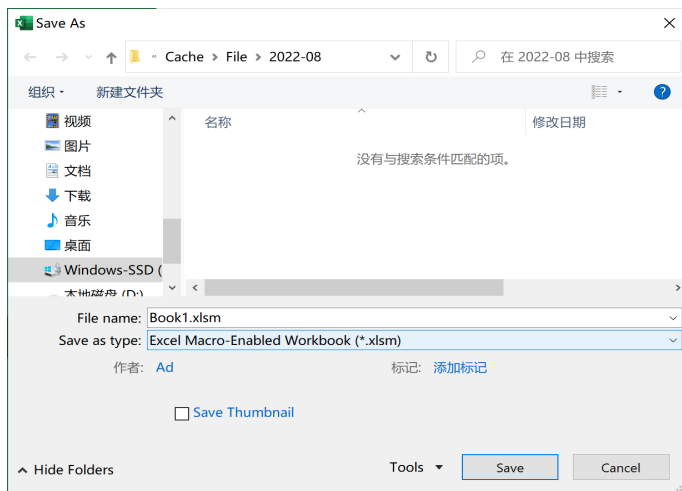 Save As
« Cache > File > 2022-08
在 2022-08 中搜索
组织
新建文件夹
?
视频
图片
文档
下载
音乐
桌面
Windows-SSD (
本地磁盘 (D:)
名称
修改日期
没有与搜索条件匹配的项。
File name: Book1.xlsm
Save as type: Excel Macro-Enabled Workbook (*.xlsm)
作者: Ad
标记: 添加标记
Save Thumbnail
Hide Folders
Tools
Save
Cancel